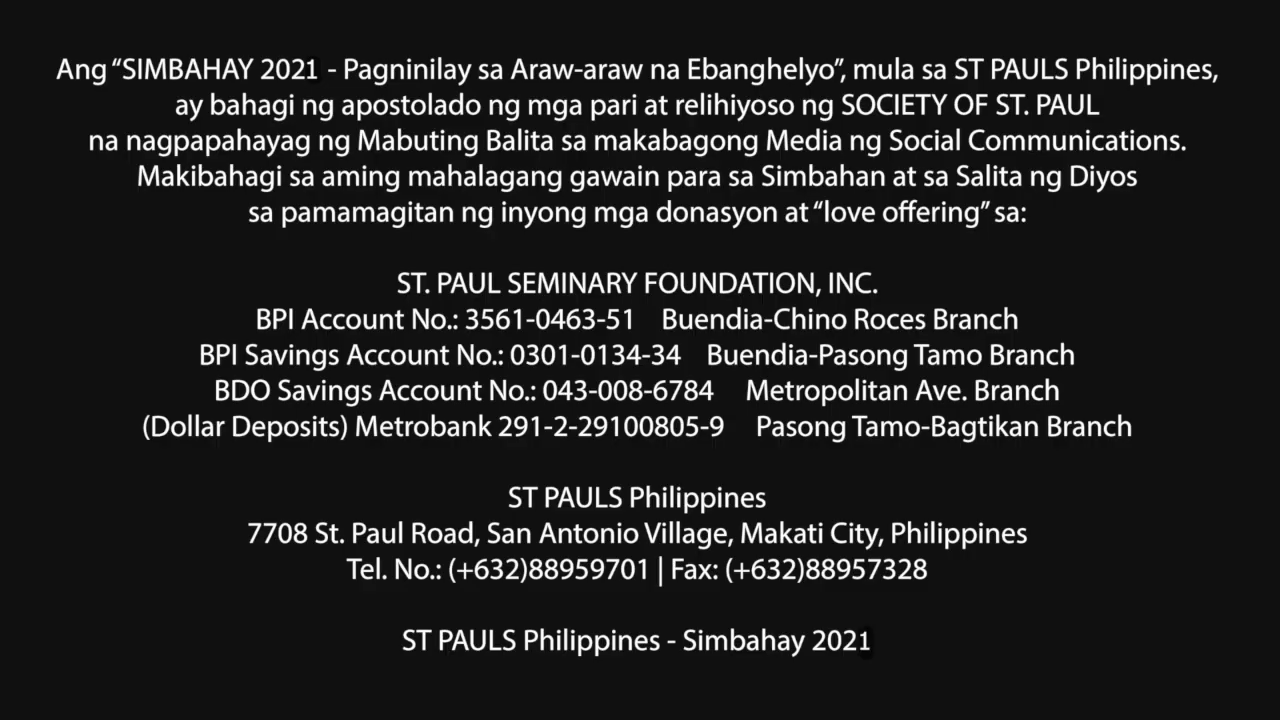 Ang “SIMBAHAY 2021 - Pagninilay sa Araw-araw na Ebanghelyo”, mula sa ST PAULS Philippines,
ay bahagi ng apostolado ng mga pari at relihiyoso ng SOCIETY OF ST. PAUL
na nagpapahayag ng Mabuting Balita sa makabagong Media ng Social Communications.
Makibahagi sa aming mahalagang gawain para sa Simbahan at sa Salita ng Diyos
sa pamamagitan ng inyong mga donasyon at “love offering” sa:
ST. PAUL SEMINARY FOUNDATION, INC.
BPI Account No.: 3561-0463-51 Buendia-Chino Roces Branch
BPI Savings Account No.: 0301-0134-34 Buendia-Pasong Tamo Branch
BDO Savings Account No.: 043-008-6784 Metropolitan Ave. Branch
(Dollar Deposits) Metrobank 291-2-29100805-9 Pasong Tamo-Bagtikan Branch
ST PAULS Philippines
7708 St. Paul Road, San Antonio Village, Makati City, Philippines
Tel. No.: (+632)88959701 | Fax: (+632)88957328
ST PAULS Philippines - Simbahay 2021